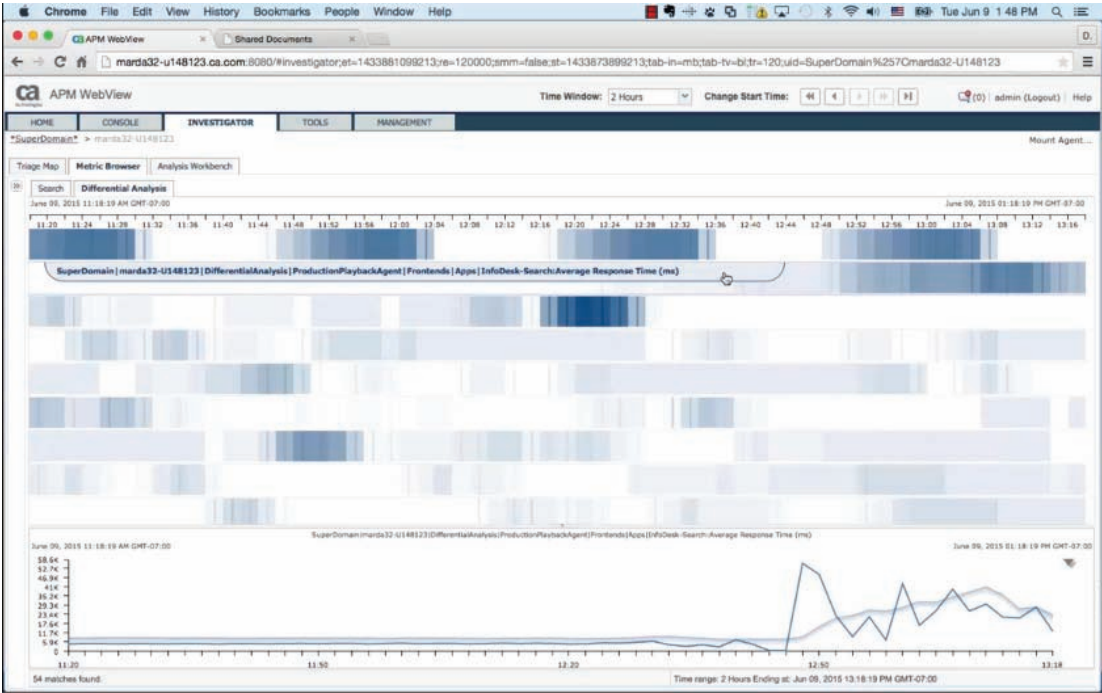 Chrome File Edit View History Bookmarks People Window Help Tue Jun 9 1 48 PM
CA APM WebView Shared Documents D.
marda32-u148123.ca.com:8080/#investigator;et=1433881099213;re=120000;smm=false;st=1433873899213;tab-in=mb;tab-tv=bl;tr=120;uid=SuperDomain%257Cmarda32-U148123
ca APM WebView Time Window: 2 Hours Change Start Time: (0) admin (Logout) Help
HOME CONSOLE INVESTIGATOR TOOLS MANAGEMENT
*SuperDomain* > marda32-U148123 Mount Agent...
Triage Map Metric Browser Analysis Workbench
Search Differential Analysis
June 09, 2015 11:18:19 AM GMT-07:00 June 09, 2015 01:18:19 PM GMT-07:00
11:20 11:24 11:28 11:32 11:36 11:40 11:44 11:48 11:52 11:56 12:00 12:04 12:08 12:12 12:16 12:20 12:24 12:28 12:32 12:36 12:40 12:44 12:48 12:52 12:56 13:00 13:04 13:08 13:12 13:16
SuperDomain|marda32-U148123|DifferentialAnalysis|ProductionPlaybackAgent|Frontends|Apps|InfoDesk-Search:Average Response Time (ms)
SuperDomain|marda32-U148123|DifferentialAnalysis|ProductionPlaybackAgent|Frontends|Apps|InfoDesk-Search:Average Response Time (ms)
June 09, 2015 11:18:19 AM GMT-07:00 June 09, 2015 01:18:19 PM GMT-07:00
58.6K
52.7K
46.9K
41K
35.2K
29.3K
23.4K
17.6K
11.7K
5.9K
0
11:20 11:50 12:20 12:50 13:18
54 matches found. Time range: 2 Hours Ending at: Jun 09, 2015 13:18:19 PM GMT-07:00